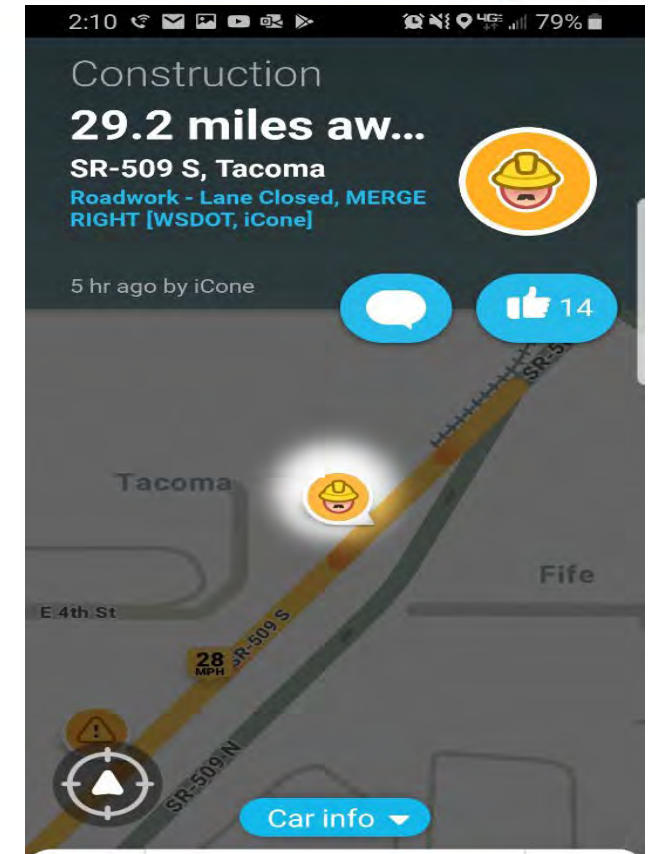 2:10 79%
Construction
29.2 miles aw...
SR-509 S, Tacoma
Roadwork - Lane Closed, MERGE
RIGHT [WSDOT, iCone]
5 hr ago by iCone
14
Tacoma
Fife
E 4th St
28
MPH
SR-509 S
SR-509 N
Car info